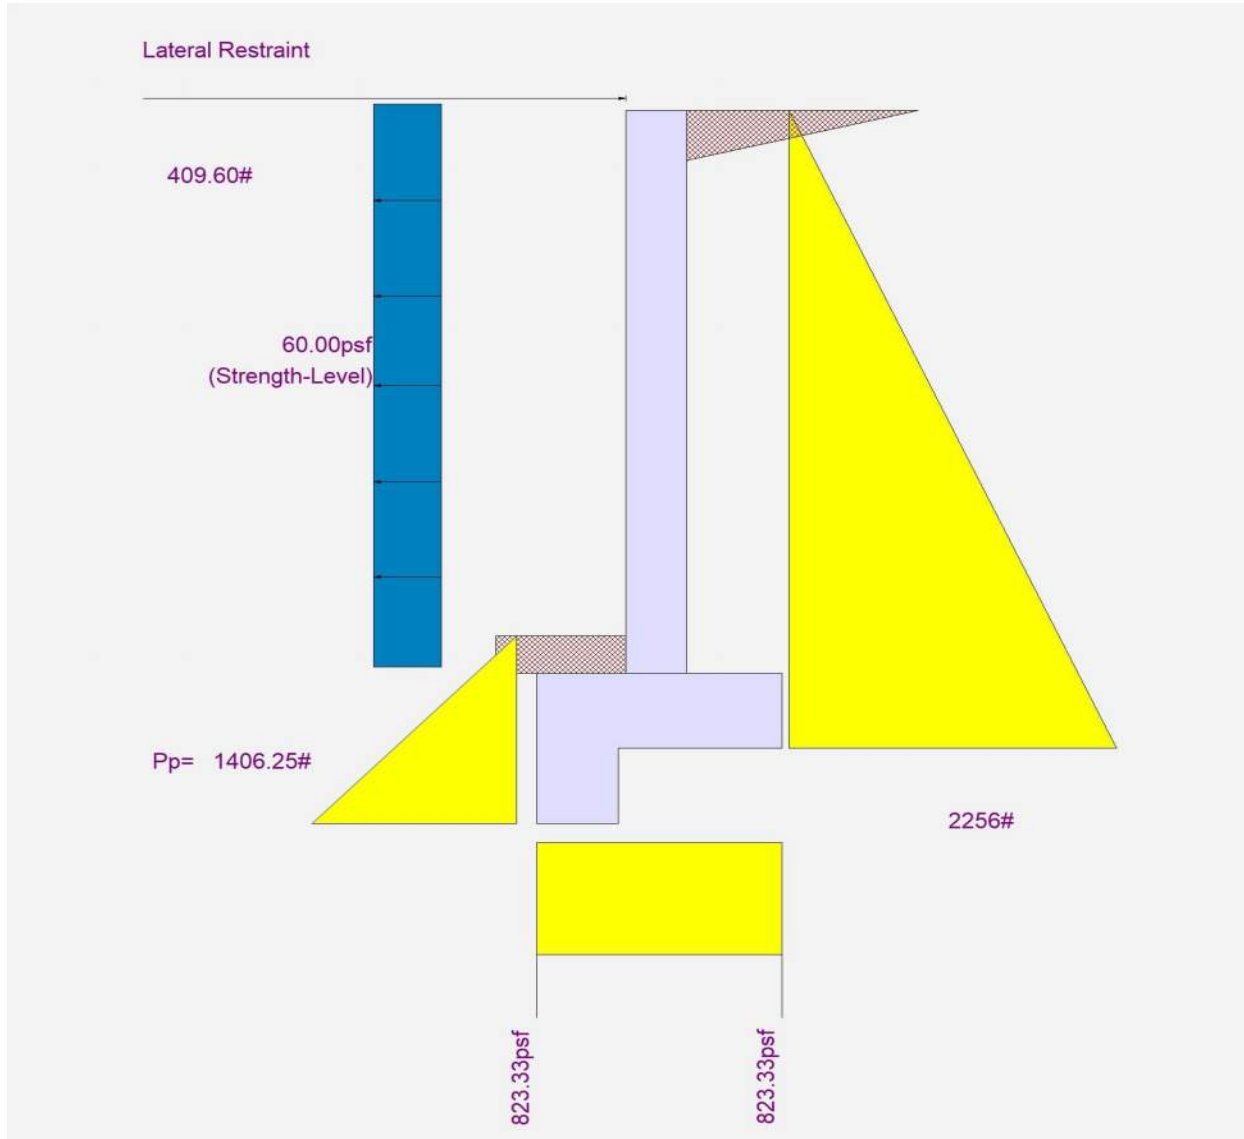 Lateral Restraint
409.60#
60.00psf
(Strength-Level)
Pp= 1406.25#
2256#
823.33psf
823.33psf